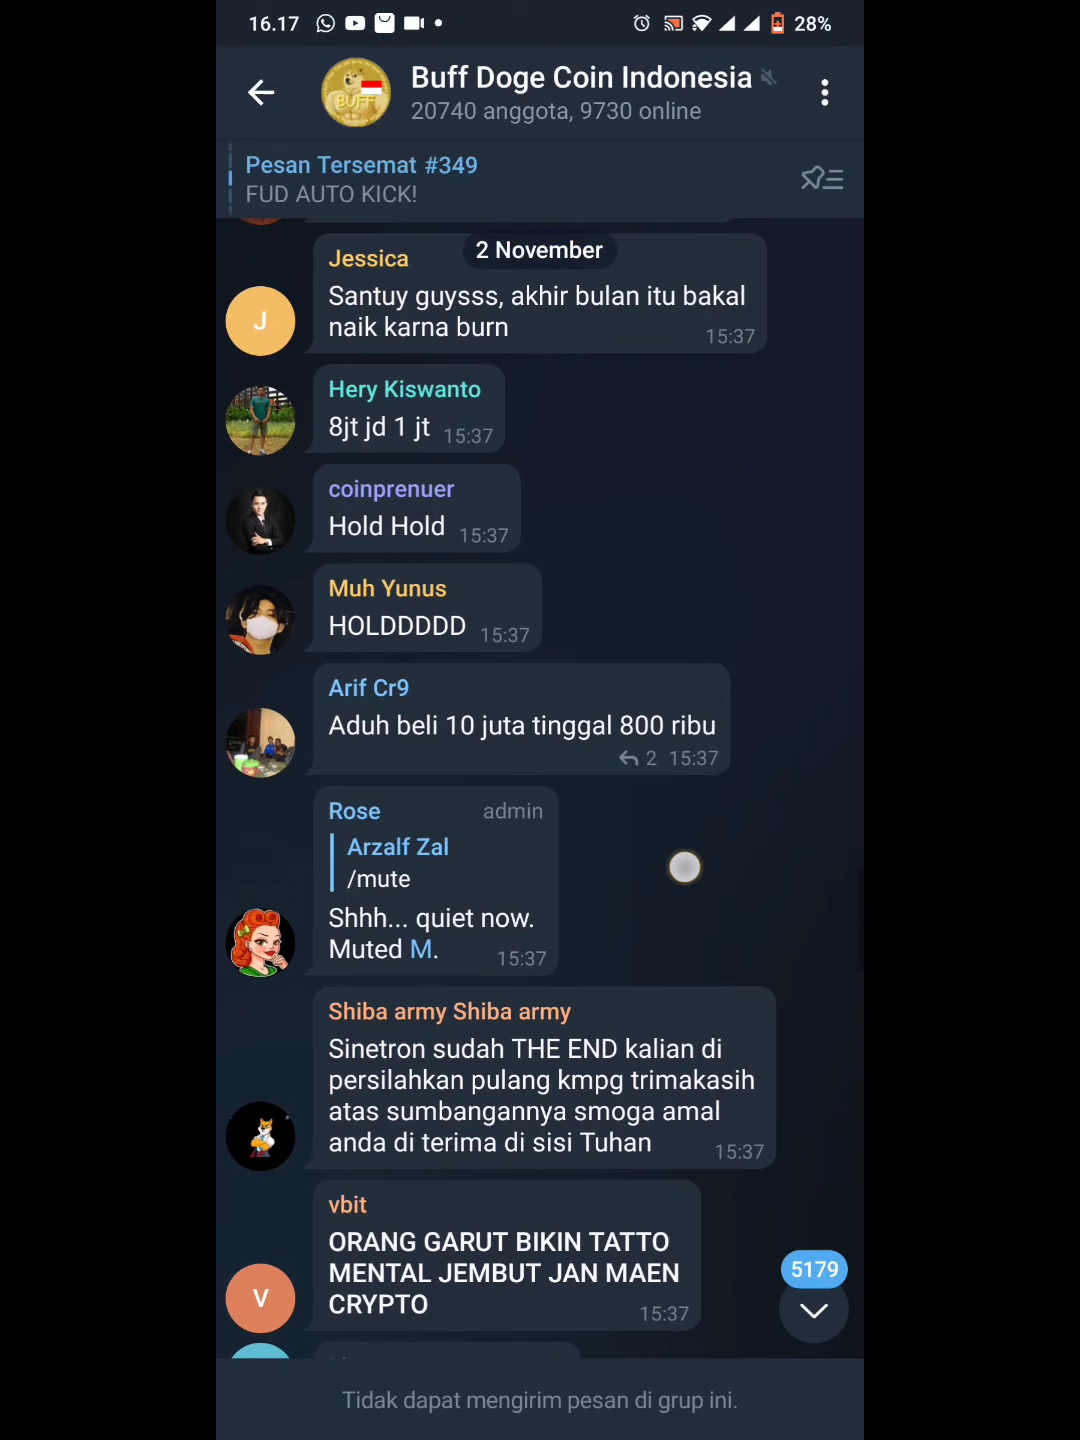 16.17
28%
Buff Doge Coin Indonesia
20740 anggota, 9730 online
BUFF
Pesan Tersemat #349
FUD AUTO KICK!
2 November
Jessica
J
Santuy guysss, akhir bulan itu bakal
naik karna burn
15:37
Hery Kiswanto
8jt jd 1 jt 15:37
coinprenuer
Hold Hold 15:37
Muh Yunus
HOLDDDDD 15:37
Arif Cr9
Aduh beli 10 juta tinggal 800 ribu
2 15:37
Rose admin
Arzalf Zal
/mute
Shhh... quiet now.
Muted M. 15:37
Shiba army Shiba army
Sinetron sudah THE END kalian di
persilahkan pulang kmpg trimakasih
atas sumbangannya smoga amal
anda di terima di sisi Tuhan 15:37
vbit
V
ORANG GARUT BIKIN TATTO
MENTAL JEMBUT JAN MAEN
CRYPTO 15:37
5179
Tidak dapat mengirim pesan di grup ini.